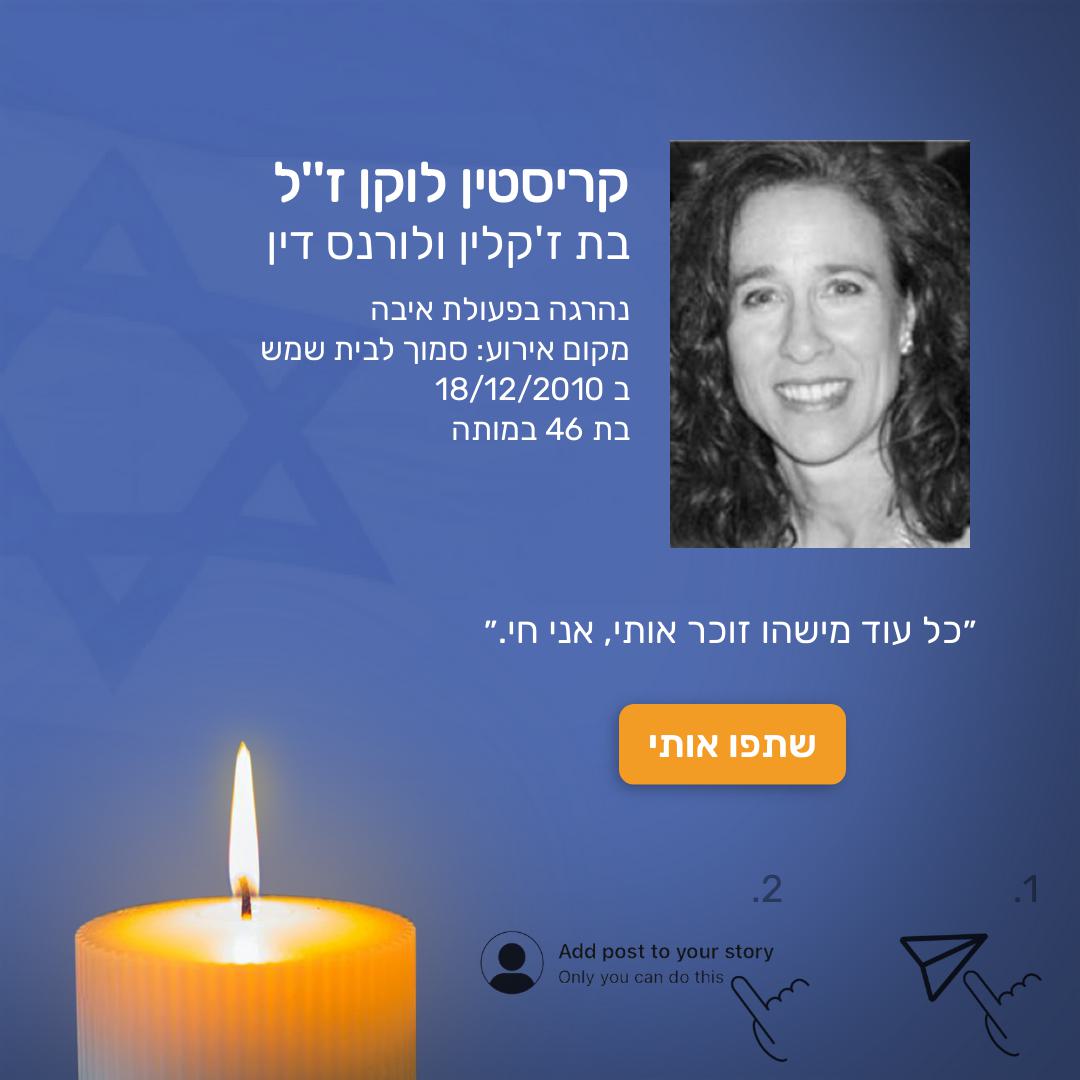 קריסטין לוקן ז"ל
בת ז'קלין ולורנס דין
נהרגה בפעולת איבה
מקום אירוע: סמוך לבית שמש
ב 18/12/2010
בת 46 במותה
"כל עוד מישהו זוכר אותי, אני חי."
שתפו אותי
1.
2.
Add post to your story
Only you can do this